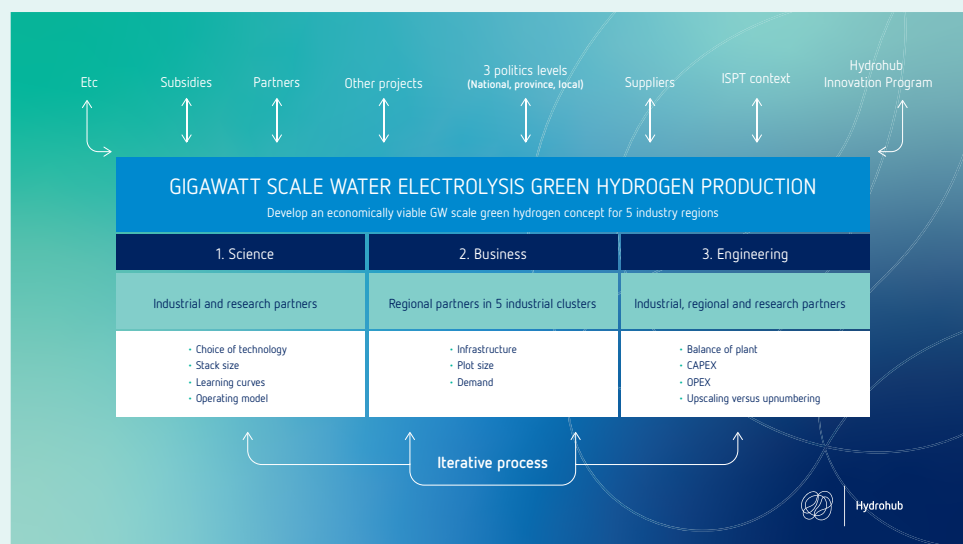 Etc
Subsidies
Partners
Other projects
3 politics levels
(National, province, local)
Suppliers
ISPT context
Hydrohub
Innovation Program
GIGAWATT SCALE WATER ELECTROLYSIS GREEN HYDROGEN PRODUCTION
Develop an economically viable GW scale green hydrogen concept for 5 industry regions
1. Science
2. Business
3. Engineering
Industrial and research partners
Regional partners in 5 industrial clusters
Industrial, regional and research partners
• Choice of technology
• Stack size
• Learning curves
• Operating model
• Infrastructure
• Plot size
• Demand
• Balance of plant
• CAPEX
• OPEX
• Upscaling versus upnumbering
Iterative process
Hydrohub